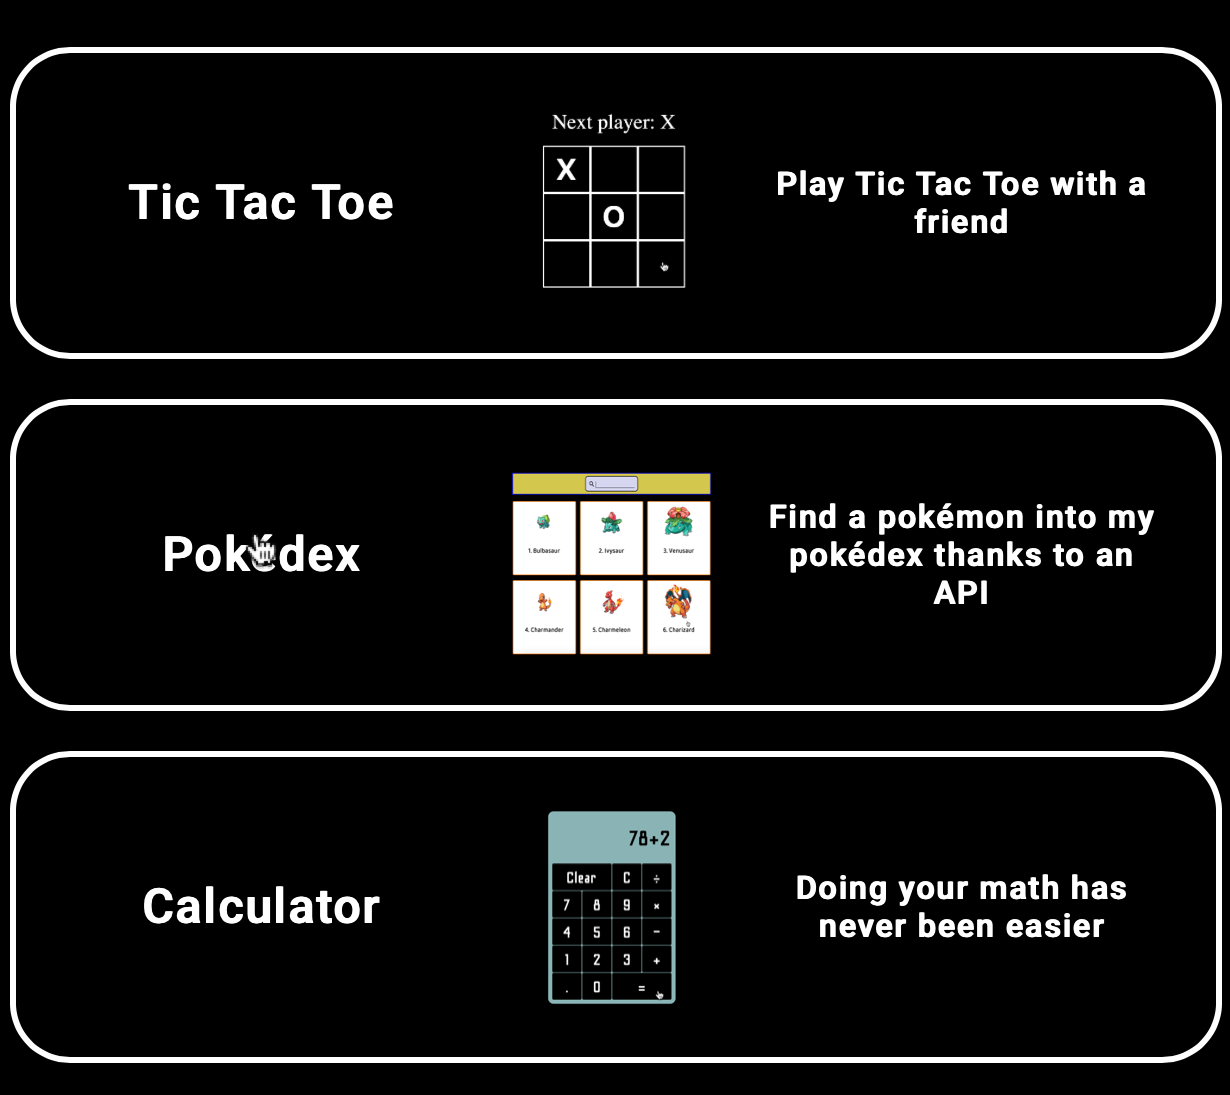 Next player: X
X
O
Tic Tac Toe
Play Tic Tac Toe with a
friend
Pokédex
1. Bulbasaur
2. Ivysaur
3. Venusaur
4. Charmander
5. Charmeleon
6. Charizard
Find a pokémon into my
pokédex thanks to an
API
Calculator
78+2
Clear C ÷
7 8 9 ×
4 5 6 −
1 2 3 +
. 0 =
Doing your math has
never been easier